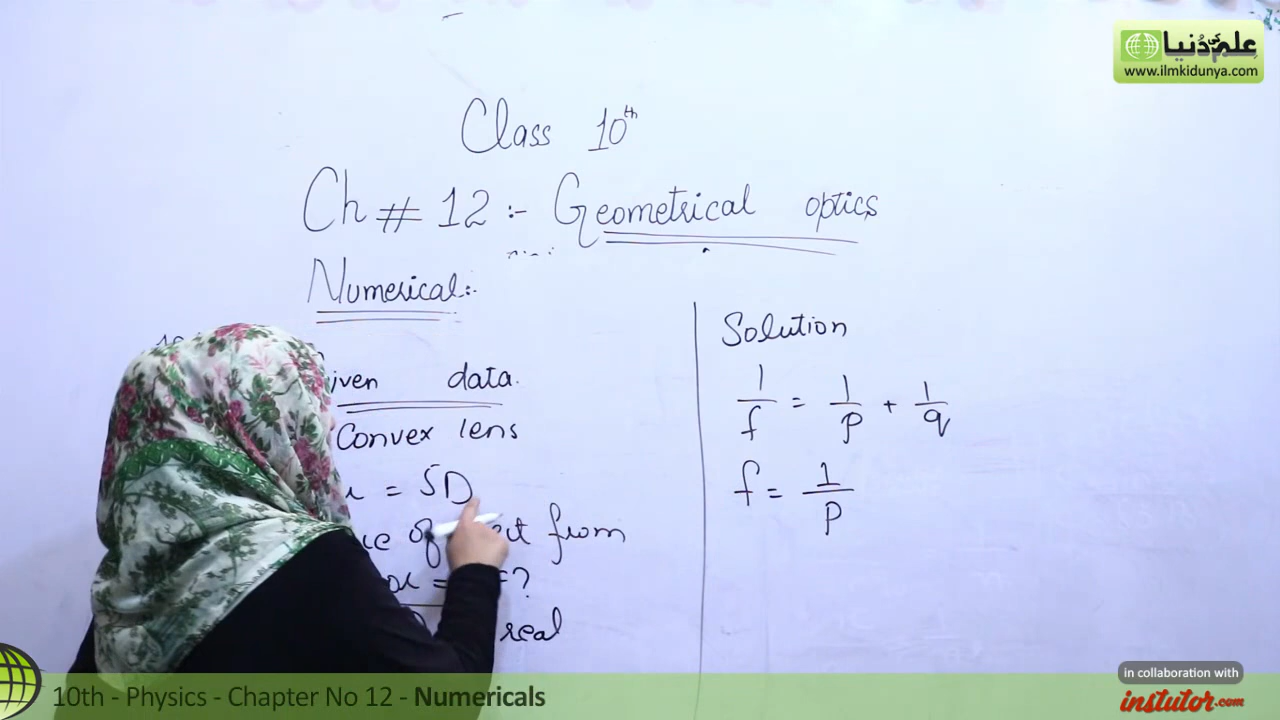 علم کی دنیا
www.ilmkidunya.com
Class 10th
Ch # 12 :- Geometrical optics
Numerical:-
iven data.
Convex lens
= 5D
from
= ?
real
Solution
1/f = 1/p + 1/q
f = 1/p
in collaboration with
instutor.com
10th - Physics - Chapter No 12 - Numericals